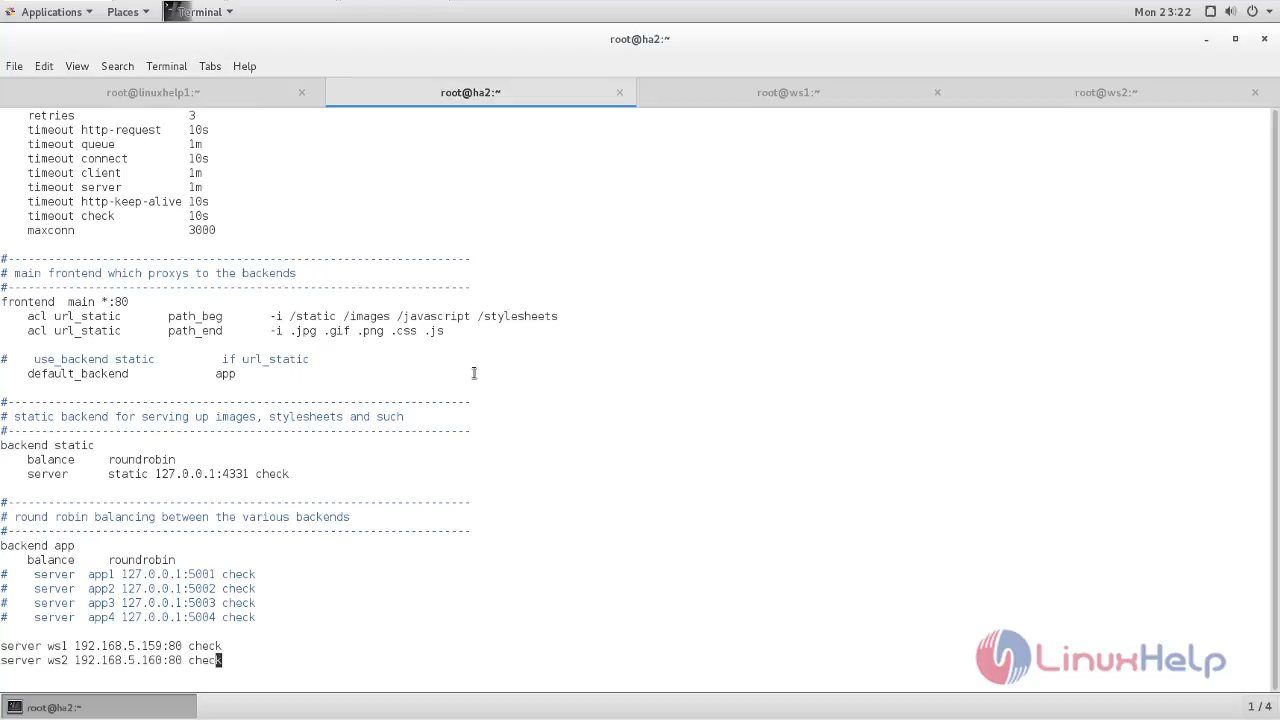 Applications Places Terminal Mon 23:22
root@ha2:~
File Edit View Search Terminal Tabs Help
root@linuxhelp1:~ root@ha2:~ root@ws1:~ root@ws2:~
retries 3
timeout http-request 10s
timeout queue 1m
timeout connect 10s
timeout client 1m
timeout server 1m
timeout http-keep-alive 10s
timeout check 10s
maxconn 3000
#---------------------------------------------------------------------
# main frontend which proxys to the backends
#---------------------------------------------------------------------
frontend main *:80
acl url_static path_beg -i /static /images /javascript /stylesheets
acl url_static path_end -i .jpg .gif .png .css .js
# use_backend static if url_static
default_backend app
#---------------------------------------------------------------------
# static backend for serving up images, stylesheets and such
#---------------------------------------------------------------------
backend static
balance roundrobin
server static 127.0.0.1:4331 check
#---------------------------------------------------------------------
# round robin balancing between the various backends
#---------------------------------------------------------------------
backend app
balance roundrobin
# server app1 127.0.0.1:5001 check
# server app2 127.0.0.1:5002 check
# server app3 127.0.0.1:5003 check
# server app4 127.0.0.1:5004 check
server ws1 192.168.5.159:80 check
server ws2 192.168.5.160:80 check
LinuxHelp
root@ha2:~ 1 / 4